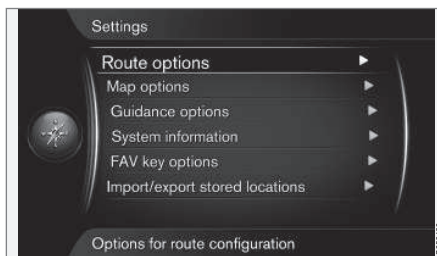 Settings
Route options
Map options
Guidance options
System information
FAV key options
Import/export stored locations
Options for route configuration